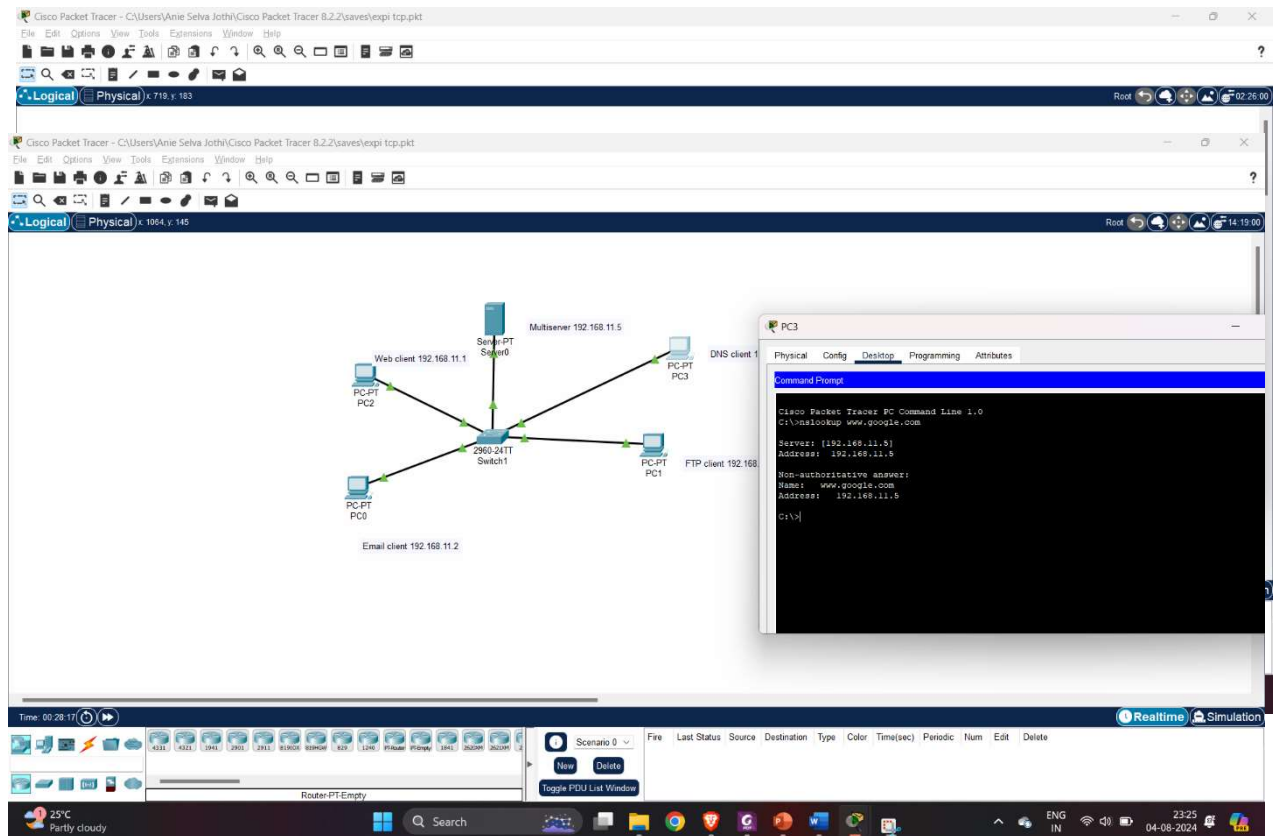 Cisco Packet Tracer - C:\Users\Anie Selva Jothi\Cisco Packet Tracer 8.2.2\saves\expi tcp.pkt
File Edit Options View Tools Extensions Window Help
?
Logical Physical x: 719, y: 183
Root 02:26:00
Cisco Packet Tracer - C:\Users\Anie Selva Jothi\Cisco Packet Tracer 8.2.2\saves\expi tcp.pkt
File Edit Options View Tools Extensions Window Help
?
Logical Physical x: 1064, y: 145
Root 14:19:00
Multiserver 192.168.11.5
Server-PT
Server0
Web client 192.168.11.1
PC-PT
PC2
PC-PT
PC3
DNS client 1
2960-24TT
Switch1
PC-PT
PC1
FTP client 192.168.
PC-PT
PC0
Email client 192.168.11.2
PC3
Physical Config Desktop Programming Attributes
Command Prompt
Cisco Packet Tracer PC Command Line 1.0
C:\>nslookup www.google.com
Server: [192.168.11.5]
Address: 192.168.11.5
Non-authoritative answer:
Name: www.google.com
Address: 192.168.11.5
C:\>
Time: 00:28:17
Realtime Simulation
4331 4321 1941 2901 2911 819IOX 819HGW 829 1240 PT-Router PT-Empty 1841 2620XM 2621XM 2
Router-PT-Empty
Scenario 0
New Delete
Toggle PDU List Window
Fire Last Status Source Destination Type Color Time(sec) Periodic Num Edit Delete
1
25°C
Partly cloudy
Search
ENG
IN
23:25
04-08-2024